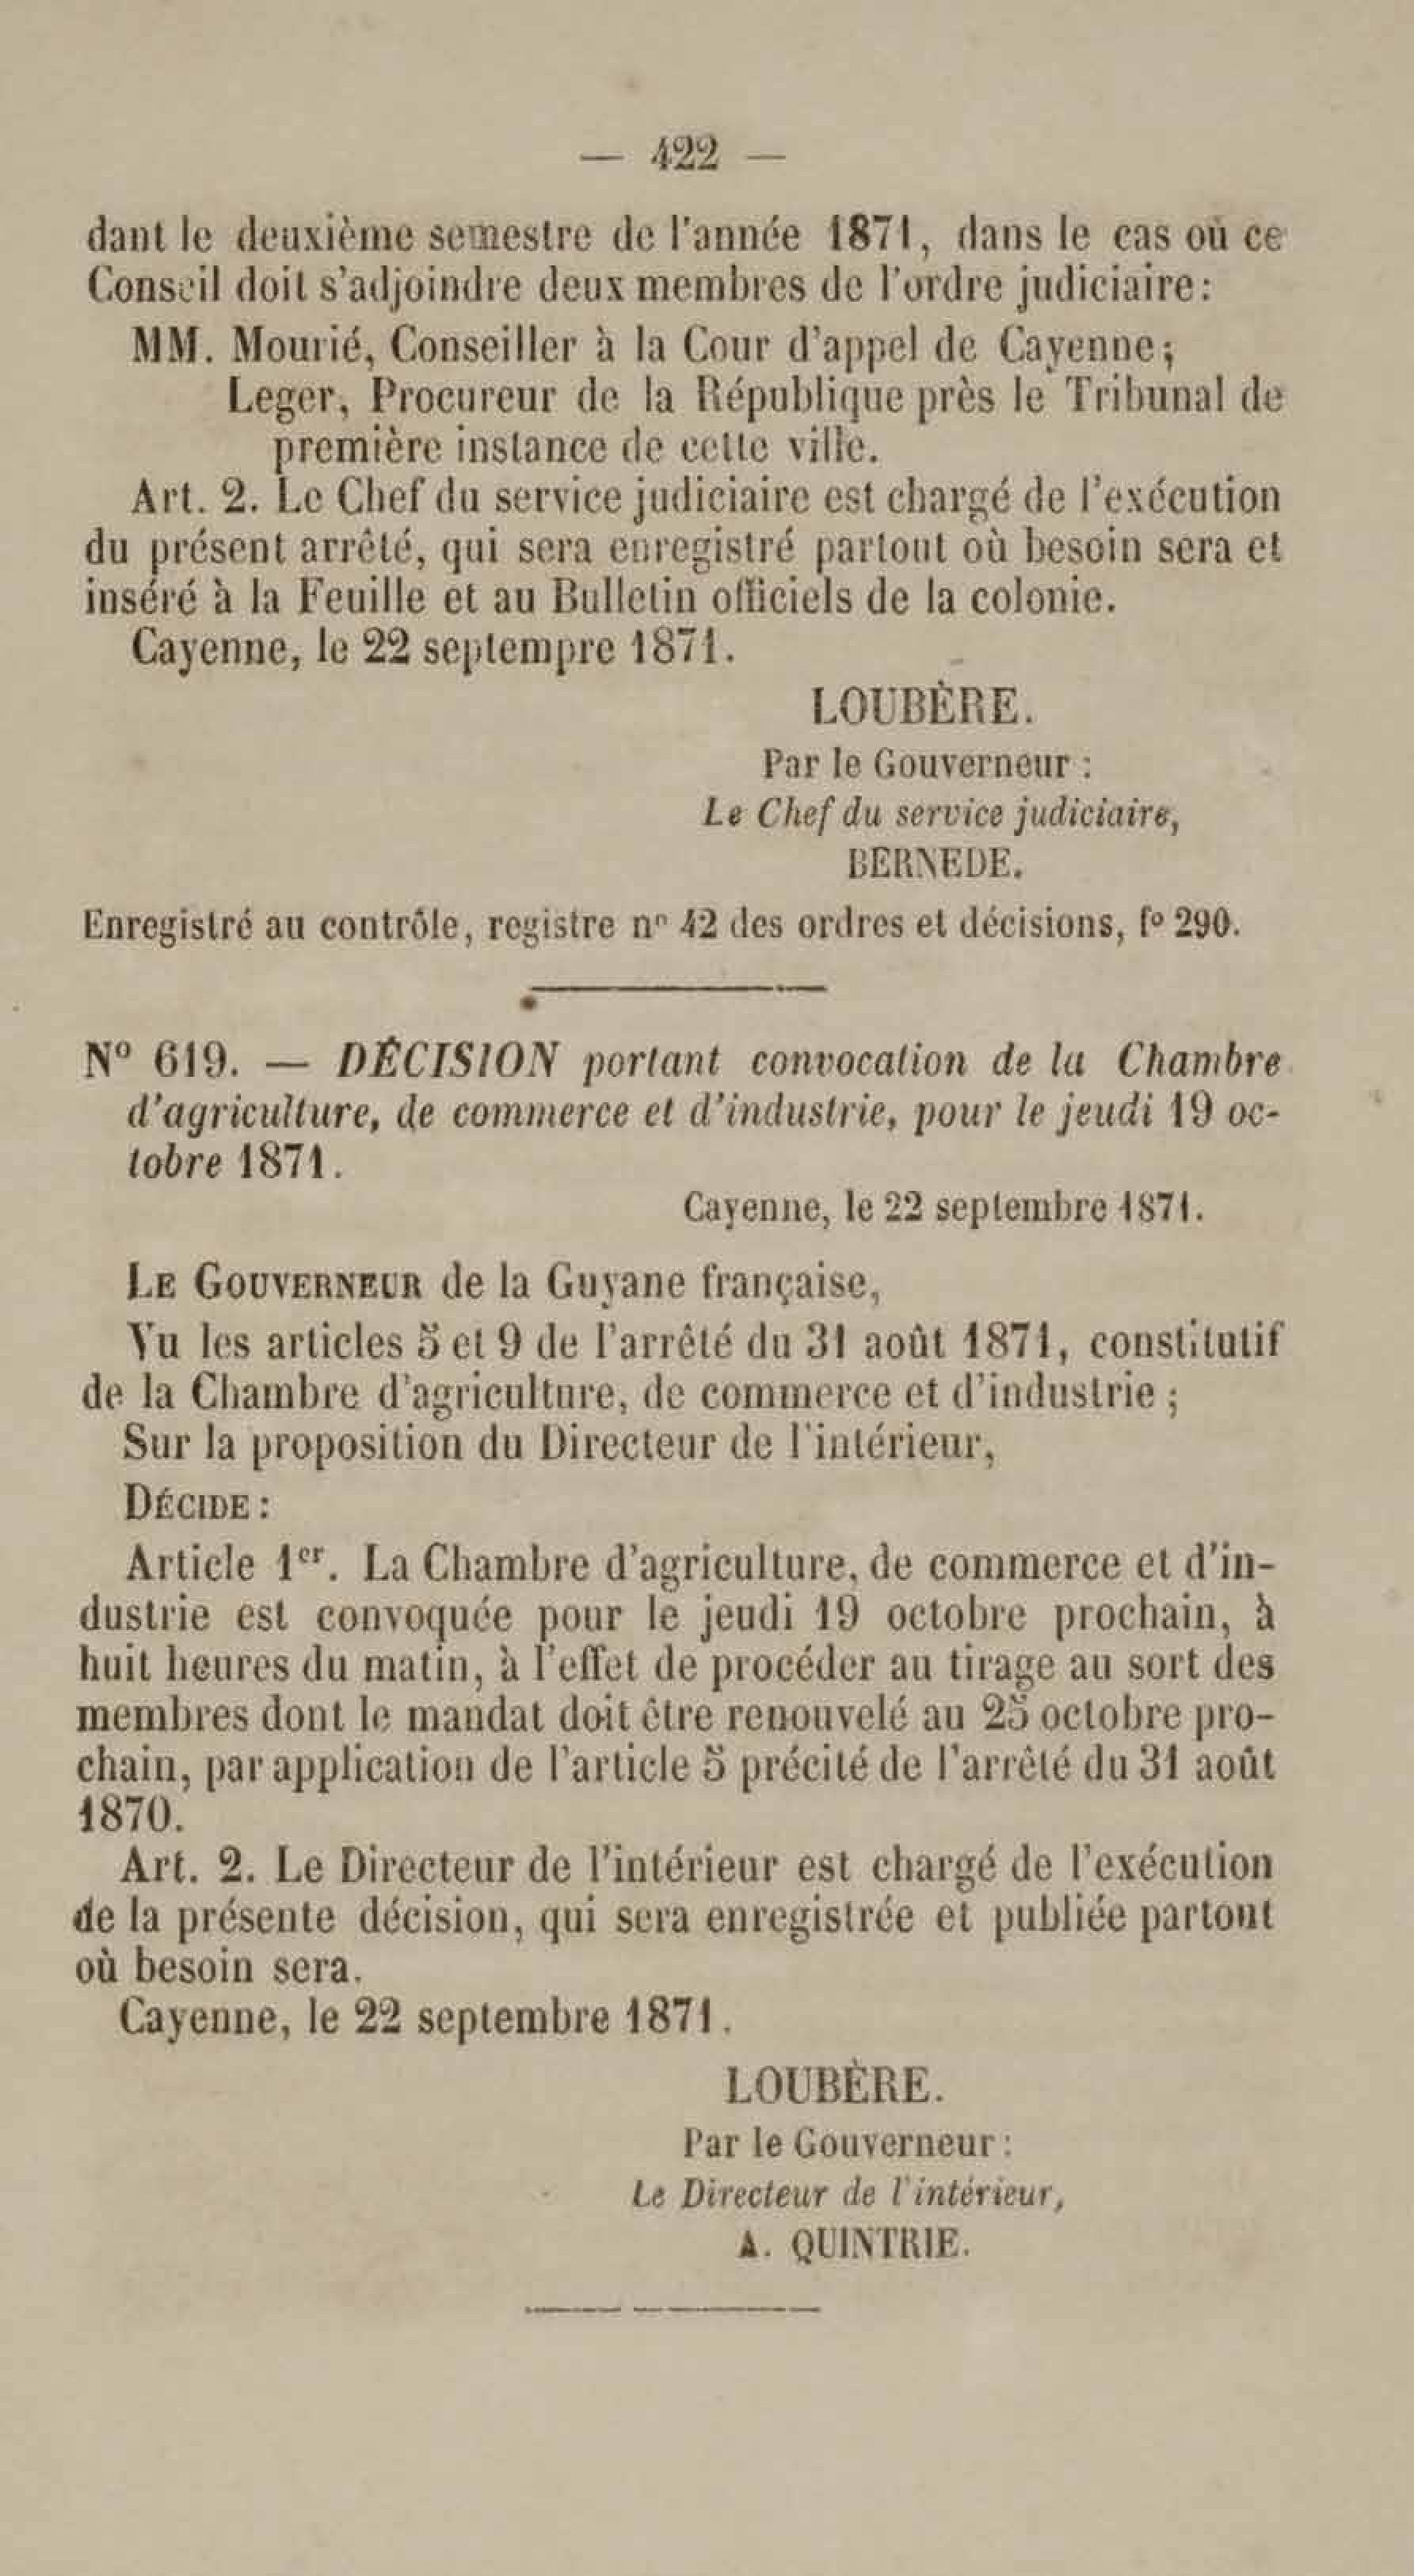 — 422 —
dant le deuxième semestre de l'année 1871, dans le cas où ce
Conseil doit s'adjoindre deux membres de l'ordre judiciaire:
MM. Mourié, Conseiller à la Cour d'appel de Cayenne;
Leger, Procureur de la République près le Tribunal de
première instance de cette ville.
Art. 2. Le Chef du service judiciaire est chargé de l'exécution
du présent arrêté, qui sera enregistré partout où besoin sera et
inséré à la Feuille et au Bulletin officiels de la colonie.
Cayenne, le 22 septempre 1871.
LOUBÈRE.
Par le Gouverneur :
Le Chef du service judiciaire,
BERNEDE.
Enregistré au contrôle, registre nº 42 des ordres et décisions, fº 290.
Nº 619. — DÉCISION portant convocation de la Chambre
d'agriculture, de commerce et d'industrie, pour le jeudi 19 oc-
tobre 1871.
Cayenne, le 22 septembre 1871.
LE GOUVERNEUR de la Guyane française,
Vu les articles 5 et 9 de l'arrêté du 31 août 1871, constitutif
de la Chambre d'agriculture, de commerce et d'industrie ;
Sur la proposition du Directeur de l'intérieur,
DÉCIDE :
Article 1er. La Chambre d'agriculture, de commerce et d'in-
dustrie est convoquée pour le jeudi 19 octobre prochain, à
huit heures du matin, à l'effet de procéder au tirage au sort des
membres dont le mandat doit être renouvelé au 25 octobre pro-
chain, par application de l'article 5 précité de l'arrêté du 31 août
1870.
Art. 2. Le Directeur de l'intérieur est chargé de l'exécution
de la présente décision, qui sera enregistrée et publiée partout
où besoin sera.
Cayenne, le 22 septembre 1871.
LOUBÈRE.
Par le Gouverneur :
Le Directeur de l'intérieur,
A. QUINTRIE.